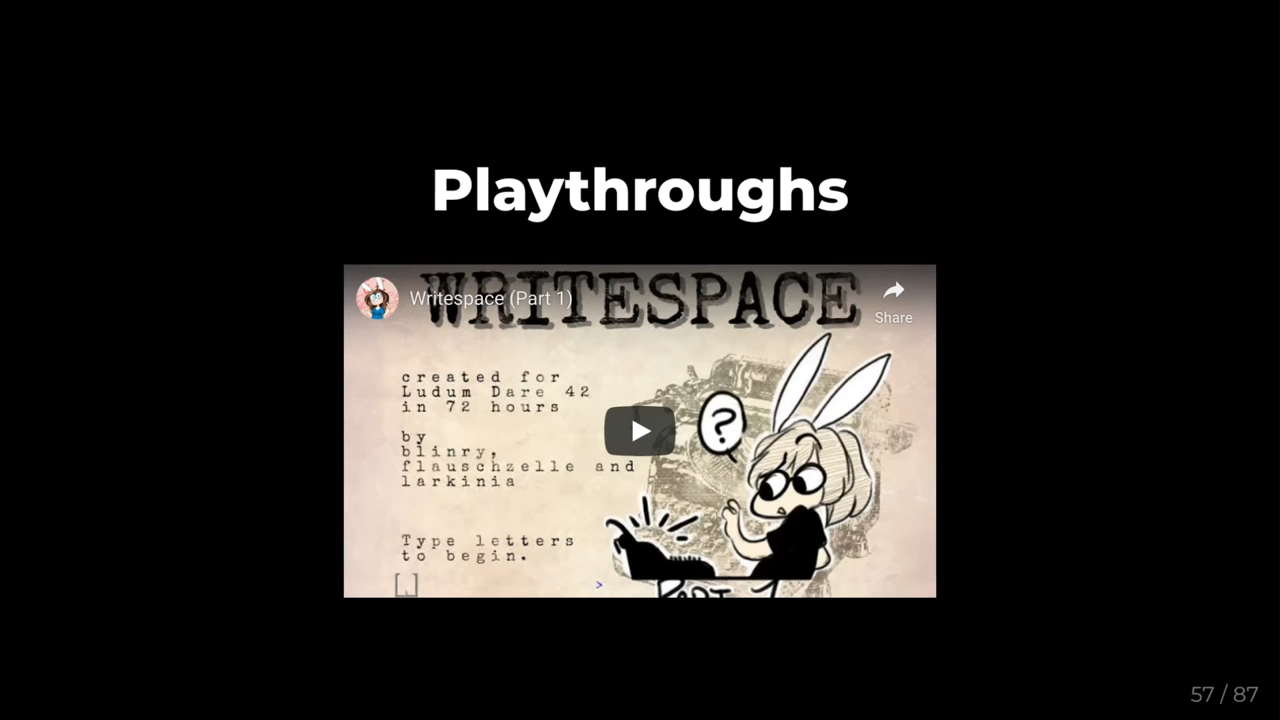 Playthroughs
WRITESPACE
Writespace (Part 1)
Share
created for
Ludum Dare 42
in 72 hours
by
blinry,
flauschzelle and
larkinia
?
Type letters
to begin.
[.]
>
PART
57 / 87